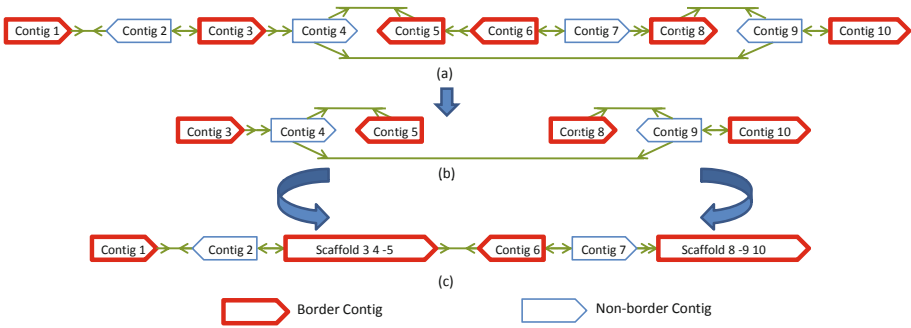 Contig 1 Contig 2 Contig 3 Contig 4 Contig 5 Contig 6 Contig 7 Contig 8 Contig 9 Contig 10
(a)
Contig 3 Contig 4 Contig 5 Contig 8 Contig 9 Contig 10
(b)
Contig 1 Contig 2 Scaffold 3 4 -5 Contig 6 Contig 7 Scaffold 8 -9 10
(c)
Border Contig Non-border Contig